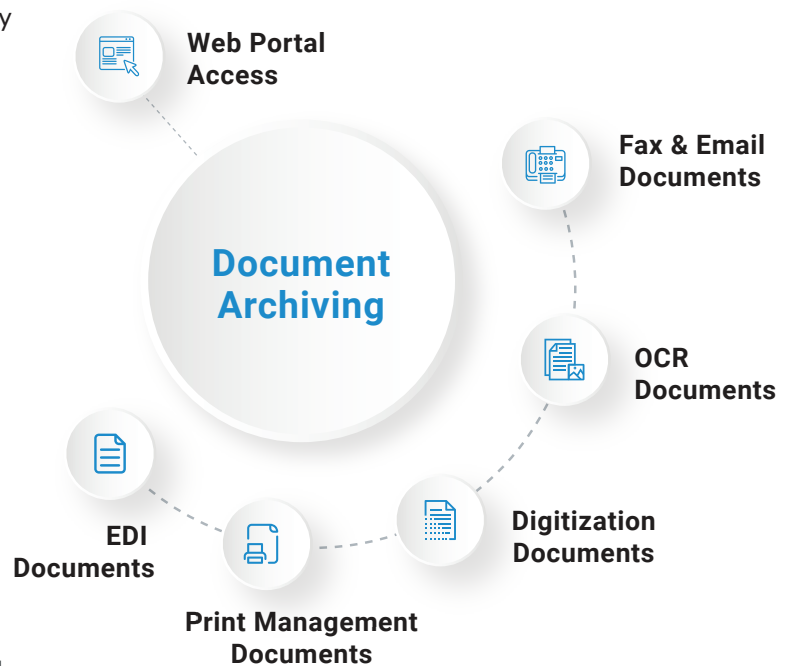 y
Web Portal
Access
Fax & Email
Documents
Document
Archiving
OCR
Documents
Digitization
Documents
EDI
Documents
Print Management
Documents